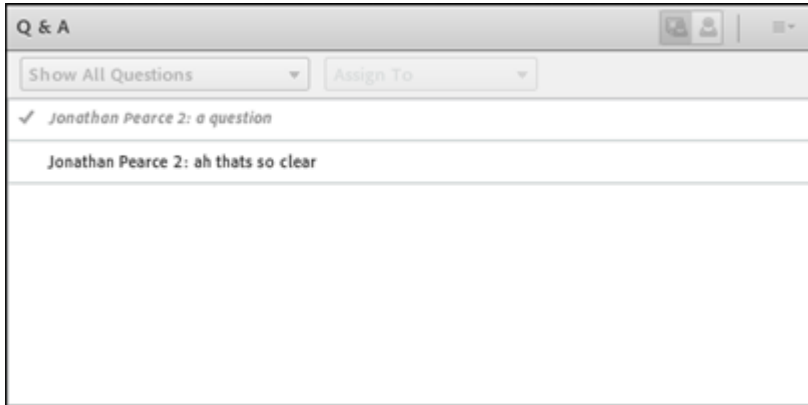 Q & A
Show All Questions
Assign To
Jonathan Pearce 2: a question
Jonathan Pearce 2: ah thats so clear